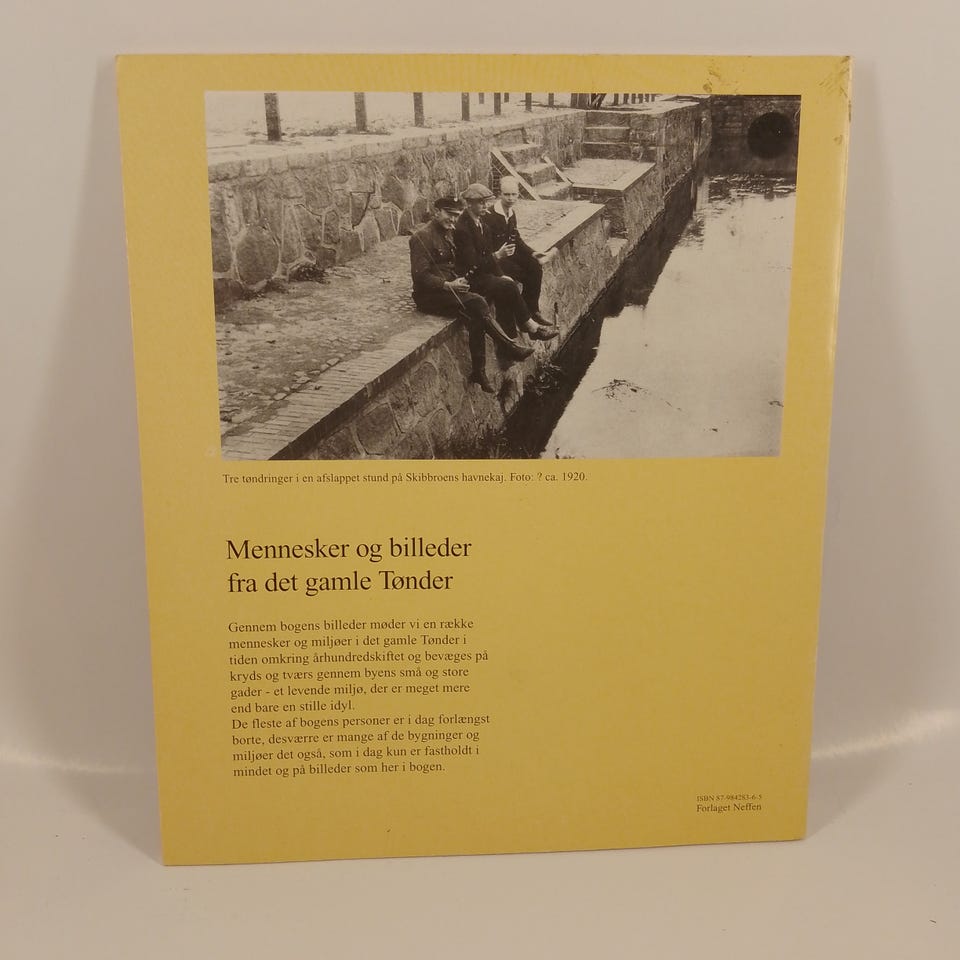 Tre tøndringer i en afslappet stund på Skibbroens havnekaj. Foto: ? ca. 1920.
Mennesker og billeder
fra det gamle Tønder
Gennem bogens billeder møder vi en række
mennesker og miljøer i det gamle Tønder i
tiden omkring århundredskiftet og bevæges på
kryds og tværs gennem byens små og store
gader - et levende miljø, der er meget mere
end bare en stille idyl.
De fleste af bogens personer er i dag forlængst
borte, desværre er mange af de bygninger og
miljøer det også, som i dag kun er fastholdt i
mindet og på billeder som her i bogen.
ISBN 87-984283-6-5
Forlaget Neffen